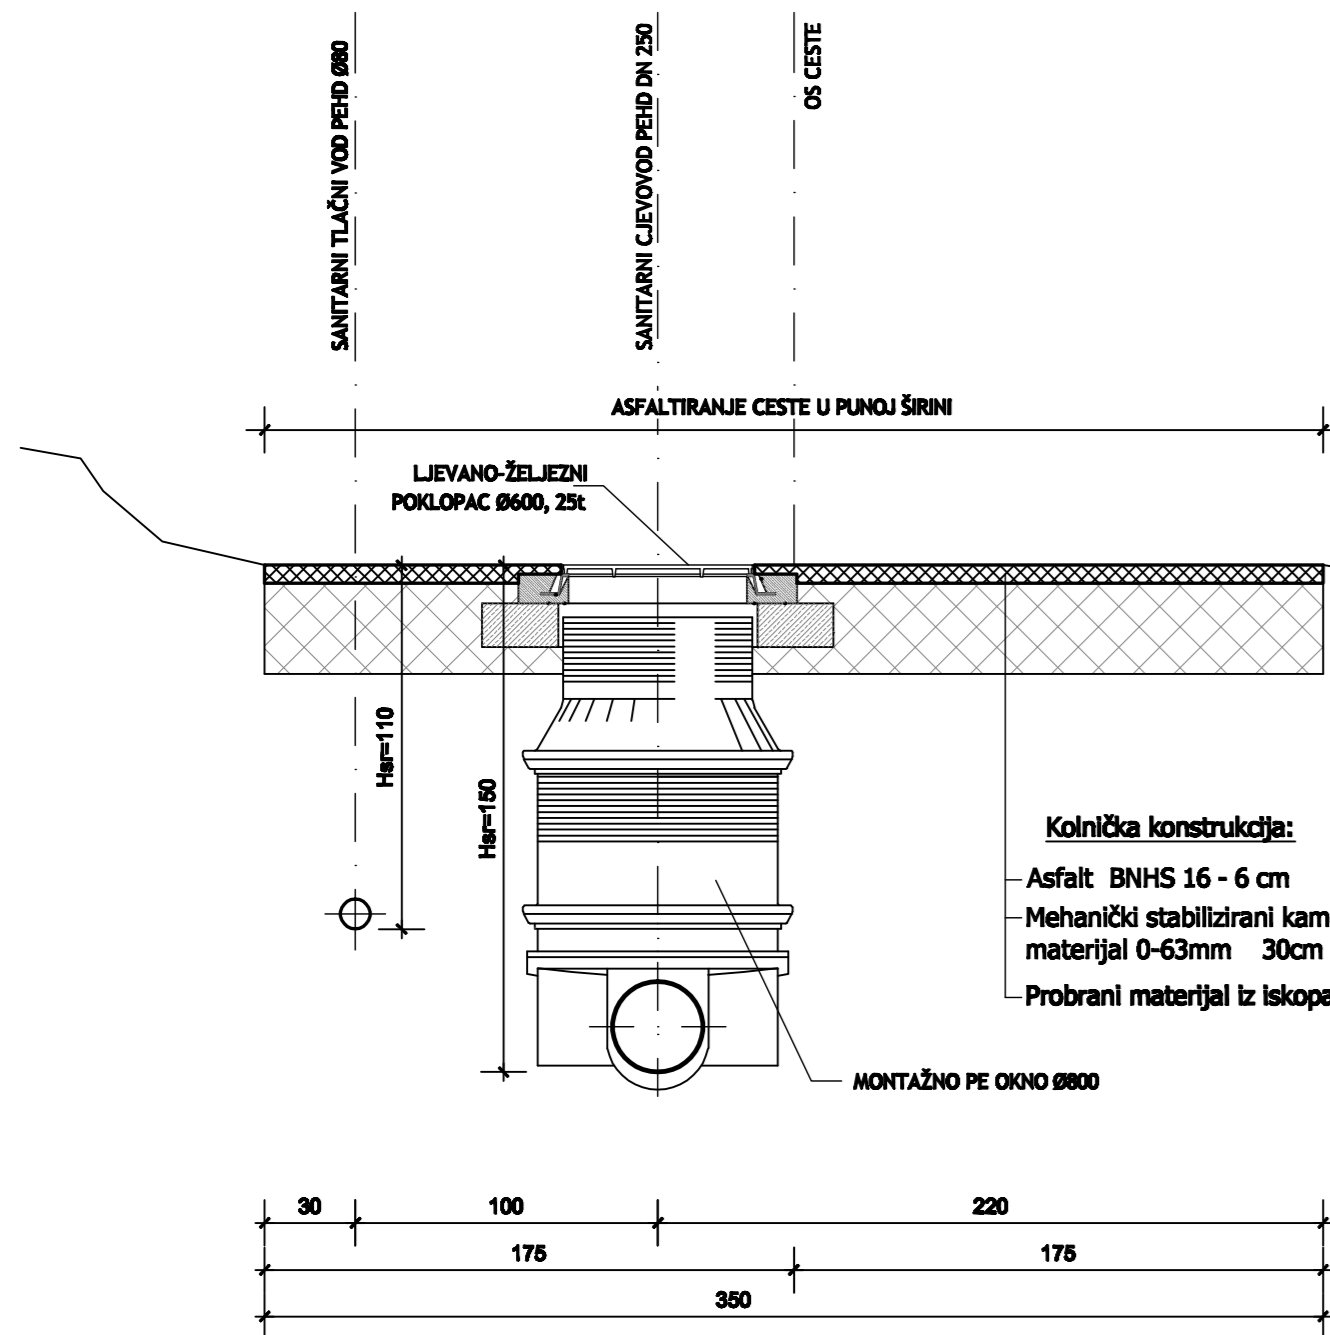 SANITARNI TLAČNI VOD PEHD Ø80
SANITARNI CJEVOVOD PEHD DN 250
OS CESTE
ASFALTIRANJE CESTE U PUNOJ ŠIRINI
LJEVANO-ŽELJEZNI
POKLOPAC Ø600, 25t
Hsr=110
Hsr=150
Kolnička konstrukcija:
Asfalt BNHS 16 - 6 cm
Mehanički stabilizirani kam
materijal 0-63mm 30cm
Probrani materijal iz iskopa
MONTAŽNO PE OKNO Ø800
30 100 220
175 175
350